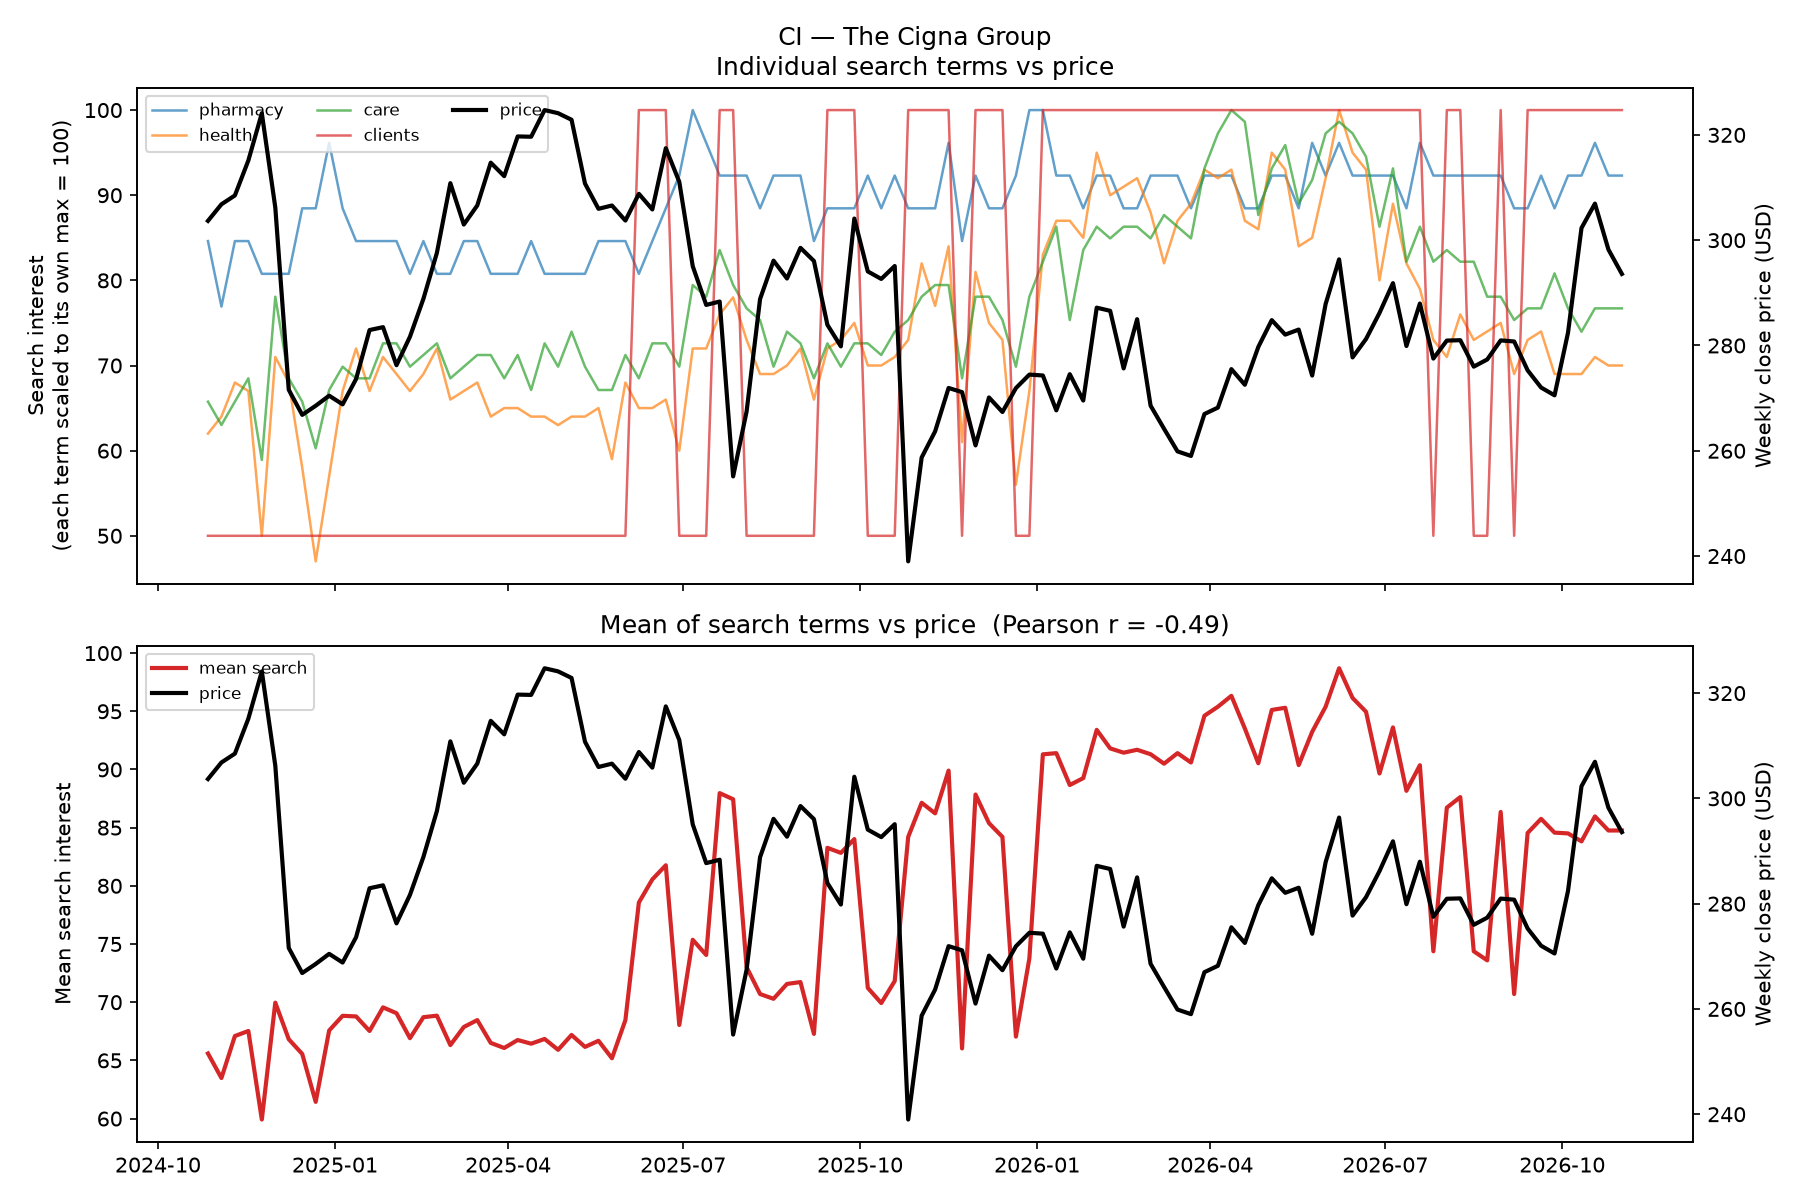 CI — The Cigna Group
Individual search terms vs price
pharmacy
health
care
clients
price
100
90
80
70
60
50
Search interest
(each term scaled to its own max = 100)
320
300
280
260
240
Weekly close price (USD)
Mean of search terms vs price (Pearson r = -0.49)
mean search
price
100
95
90
85
80
75
70
65
60
Mean search interest
320
300
280
260
240
Weekly close price (USD)
2024-10
2025-01
2025-04
2025-07
2025-10
2026-01
2026-04
2026-07
2026-10